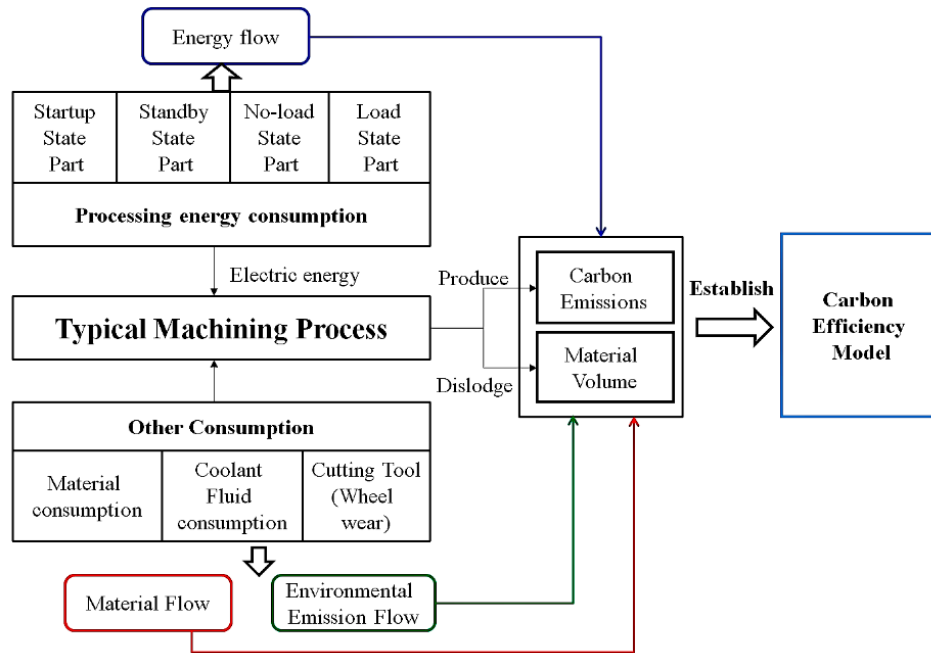 Energy flow
Startup
State
Part
Standby
State
Part
No-load
State
Part
Load
State
Part
Processing energy consumption
Electric energy
Typical Machining Process
Produce
Dislodge
Carbon
Emissions
Material
Volume
Establish
Carbon
Efficiency
Model
Other Consumption
Material
consumption
Coolant
Fluid
consumption
Cutting Tool
(Wheel
wear)
Material Flow
Environmental
Emission Flow